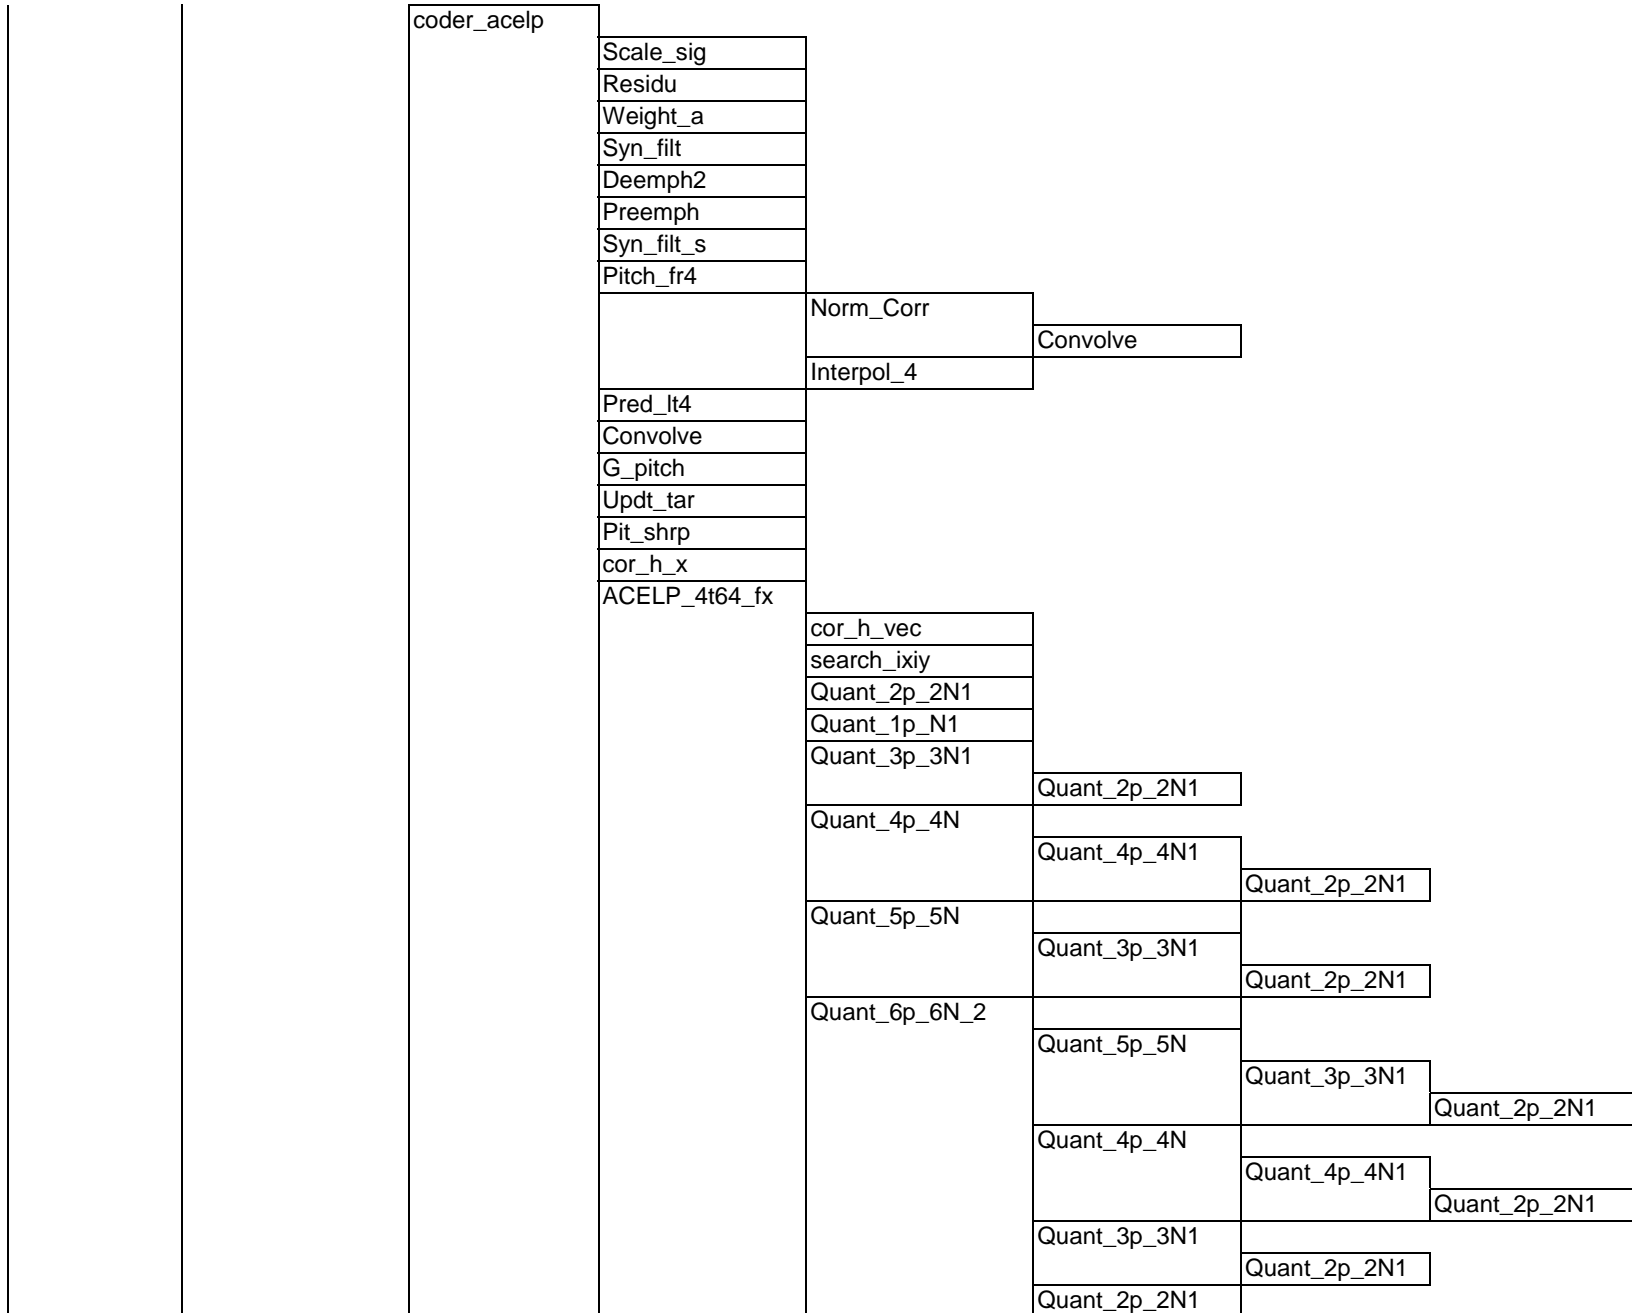 coder_acelp
Scale_sig
Residu
Weight_a
Syn_filt
Deemph2
Preemph
Syn_filt_s
Pitch_fr4
Norm_Corr
Convolve
Interpol_4
Pred_lt4
Convolve
G_pitch
Updt_tar
Pit_shrp
cor_h_x
ACELP_4t64_fx
cor_h_vec
search_ixiy
Quant_2p_2N1
Quant_1p_N1
Quant_3p_3N1
Quant_2p_2N1
Quant_4p_4N
Quant_4p_4N1
Quant_2p_2N1
Quant_5p_5N
Quant_3p_3N1
Quant_2p_2N1
Quant_6p_6N_2
Quant_5p_5N
Quant_3p_3N1
Quant_2p_2N1
Quant_4p_4N
Quant_4p_4N1
Quant_2p_2N1
Quant_3p_3N1
Quant_2p_2N1
Quant_2p_2N1